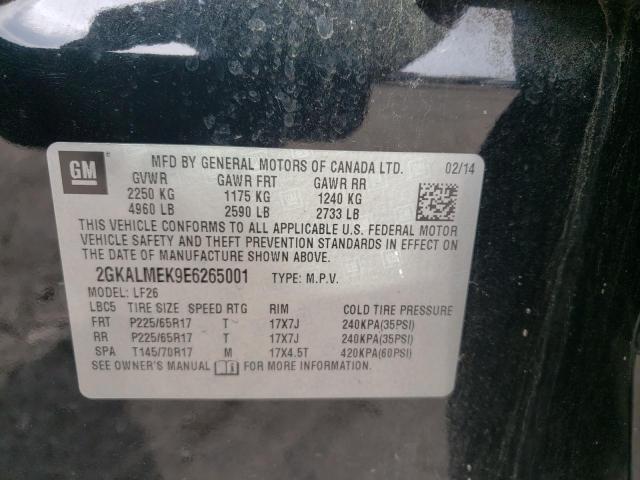 GM
MFD BY GENERAL MOTORS OF CANADA LTD. 02/14
GVWR GAWR FRT GAWR RR
2250 KG 1175 KG 1240 KG
4960 LB 2590 LB 2733 LB
THIS VEHICLE CONFORMS TO ALL APPLICABLE U.S. FEDERAL MOTOR
VEHICLE SAFETY AND THEFT PREVENTION STANDARDS IN EFFECT ON
THE DATE OF MANUFACTURE SHOWN ABOVE.
2GKALMEK9E6265001 TYPE: M.P.V.
MODEL: LF26
LBC5 TIRE SIZE SPEED RTG RIM COLD TIRE PRESSURE
FRT P225/65R17 T 17X7J 240KPA(35PSI)
RR P225/65R17 T 17X7J 240KPA(35PSI)
SPA T145/70R17 M 17X4.5T 420KPA(60PSI)
SEE OWNER'S MANUAL FOR MORE INFORMATION.